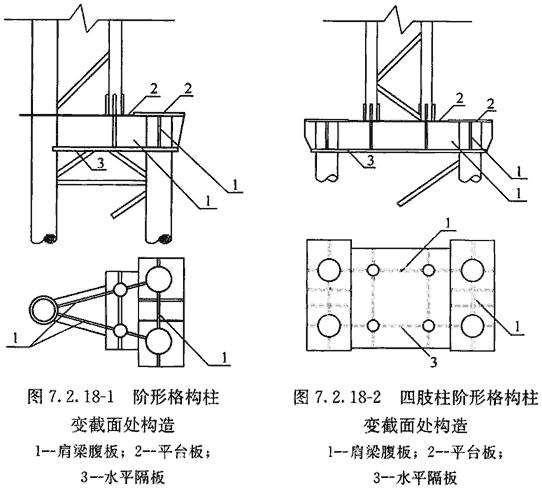 2
2
3
1
1
1
1
图 7.2.18-1 阶形格构柱
变截面处构造
1--肩梁腹板；2--平台板；
3--水平隔板
2
2
3
1
1
1
1
3
图 7.2.18-2 四肢柱阶形格构柱
变截面处构造
1--肩梁腹板；2--平台板；
3--水平隔板